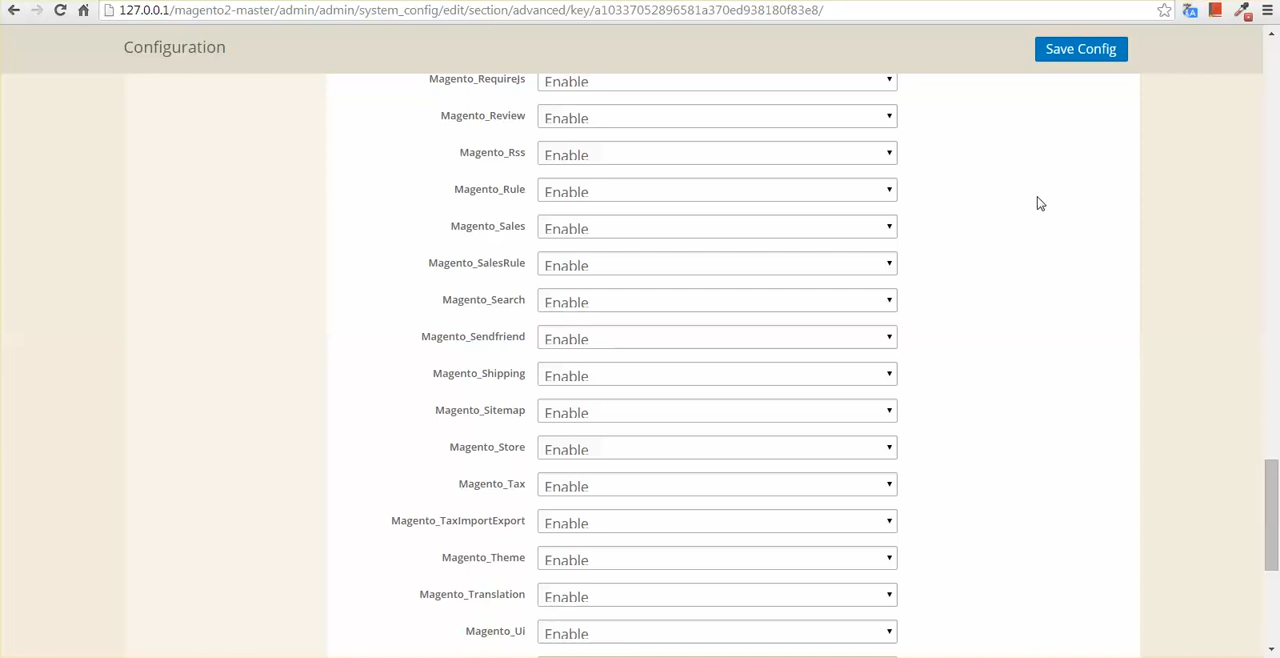 127.0.0.1/magento2-master/admin/admin/system_config/edit/section/advanced/key/a10337052896581a370ed938180f83e8/
Configuration
Save Config
Magento_RequireJs Enable
Magento_Review Enable
Magento_Rss Enable
Magento_Rule Enable
Magento_Sales Enable
Magento_SalesRule Enable
Magento_Search Enable
Magento_Sendfriend Enable
Magento_Shipping Enable
Magento_Sitemap Enable
Magento_Store Enable
Magento_Tax Enable
Magento_TaxImportExport Enable
Magento_Theme Enable
Magento_Translation Enable
Magento_Ui Enable